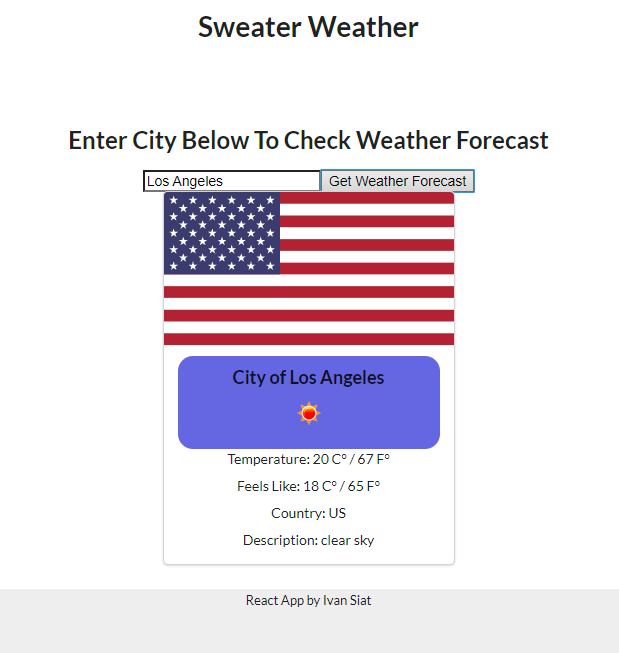 Sweater Weather
Enter City Below To Check Weather Forecast
Los Angeles
Get Weather Forecast
City of Los Angeles
Temperature: 20 C° / 67 F°
Feels Like: 18 C° / 65 F°
Country: US
Description: clear sky
React App by Ivan Siat